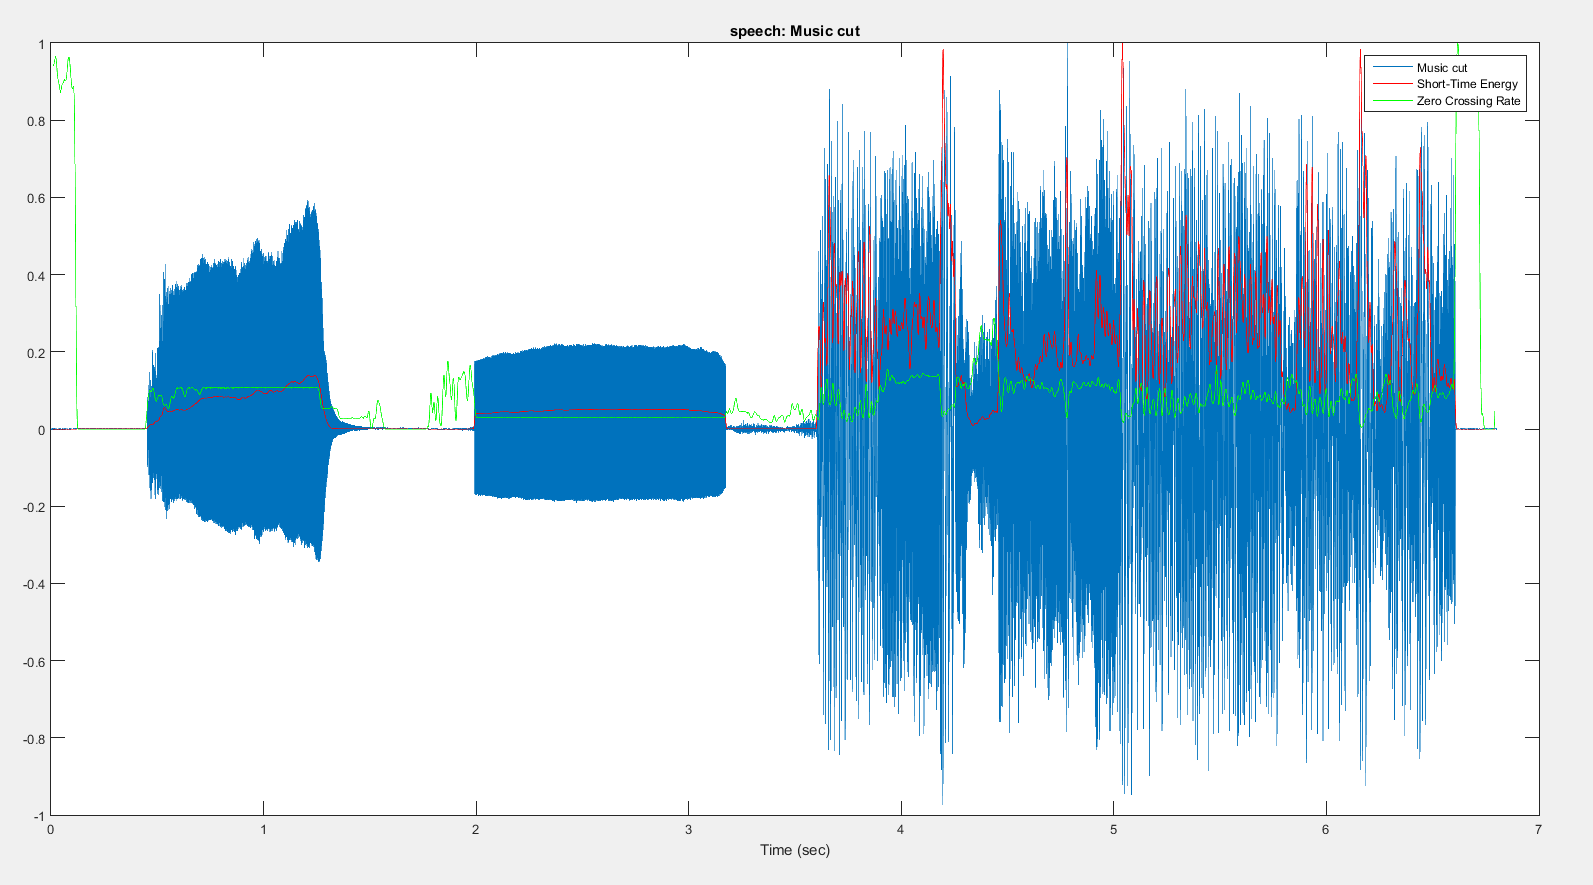 speech: Music cut
Music cut
Short-Time Energy
Zero Crossing Rate
1
0.8
0.6
0.4
0.2
0
-0.2
-0.4
-0.6
-0.8
-1
0 1 2 3 4 5 6 7
Time (sec)